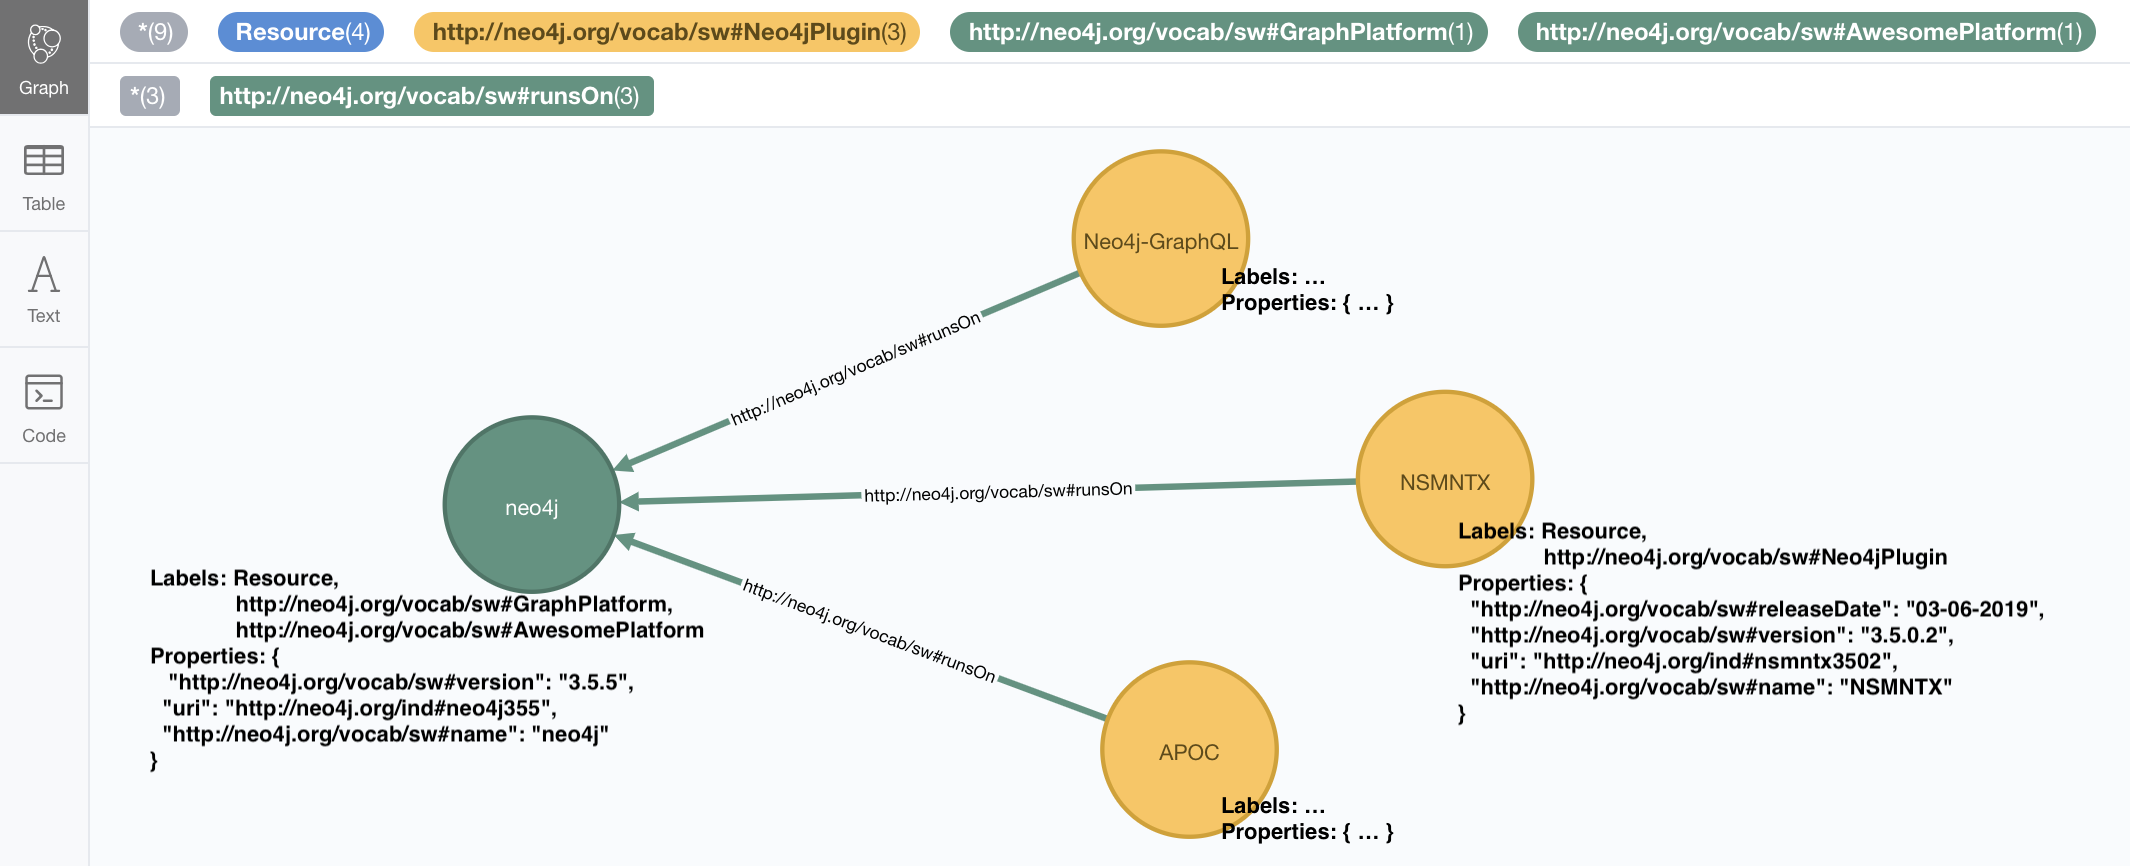 *(9) Resource(4) http://neo4j.org/vocab/sw#Neo4jPlugin(3) http://neo4j.org/vocab/sw#GraphPlatform(1) http://neo4j.org/vocab/sw#AwesomePlatform(1)
*(3) http://neo4j.org/vocab/sw#runsOn(3)
Graph
Table
Text
Code
Neo4j-GraphQL
Labels: ...
Properties: { ... }
http://neo4j.org/vocab/sw#runsOn
neo4j
http://neo4j.org/vocab/sw#runsOn
NSMNTX
Labels: Resource,
http://neo4j.org/vocab/sw#Neo4jPlugin
Properties: {
"http://neo4j.org/vocab/sw#releaseDate": "03-06-2019",
"http://neo4j.org/vocab/sw#version": "3.5.0.2",
"uri": "http://neo4j.org/ind#nsmntx3502",
"http://neo4j.org/vocab/sw#name": "NSMNTX"
}
Labels: Resource,
http://neo4j.org/vocab/sw#GraphPlatform,
http://neo4j.org/vocab/sw#AwesomePlatform
Properties: {
"http://neo4j.org/vocab/sw#version": "3.5.5",
"uri": "http://neo4j.org/ind#neo4j355",
"http://neo4j.org/vocab/sw#name": "neo4j"
}
http://neo4j.org/vocab/sw#runsOn
APOC
Labels: ...
Properties: { ... }